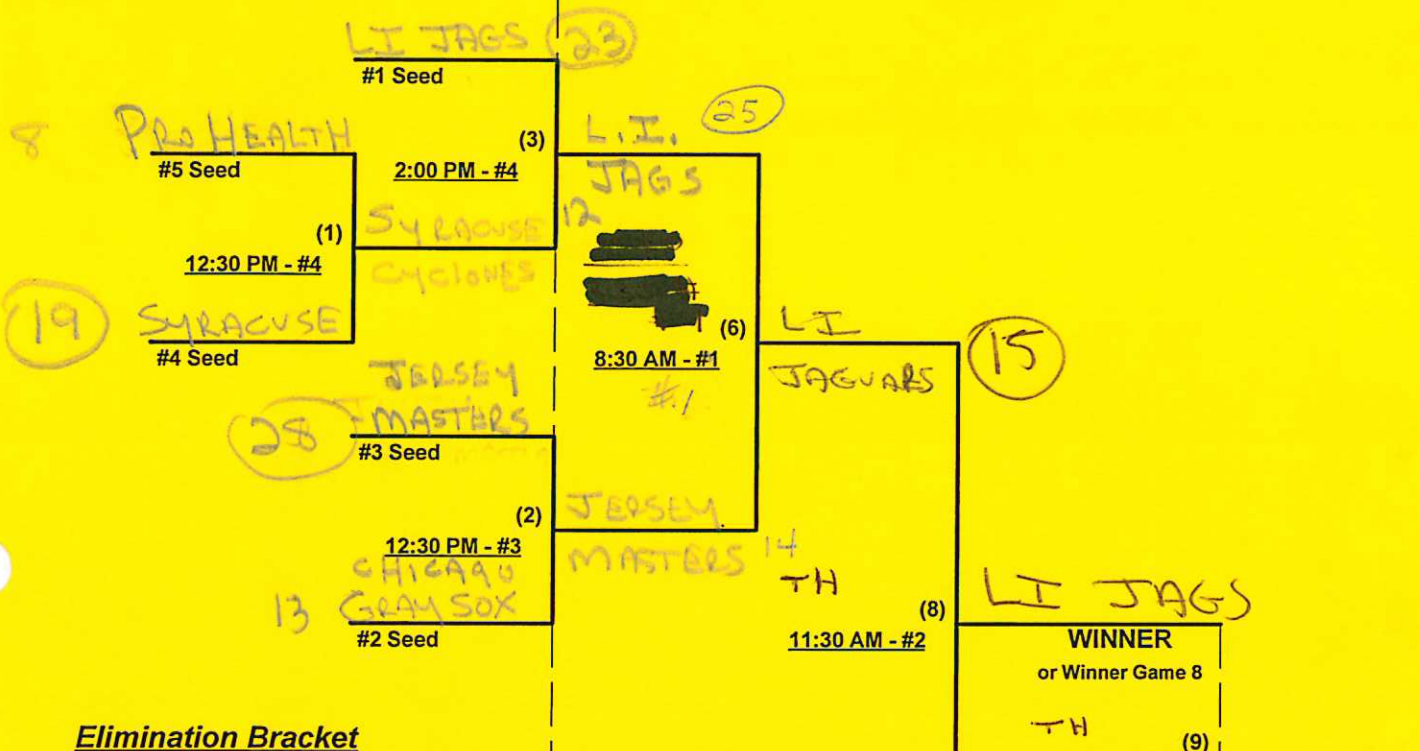 LI JAGS 23
#1 Seed
8 PRO HEALTH
#5 Seed
(3)
2:00 PM - #4
L.I. 25
JAGS
(1)
12:30 PM - #4
SYRACUSE 12
CYCLONES
19 SYRACUSE
#4 Seed
(6)
8:30 AM - #1
#1
LI 15
JAGUARS
JERSEY
28 MASTERS
#3 Seed
(2)
12:30 PM - #3
JERSEY
MASTERS 14
CHICAGO
13 GRAY SOX
#2 Seed
TH
(8)
11:30 AM - #2
LI JAGS
WINNER
or Winner Game 8
TH
(9)
Elimination Bracket